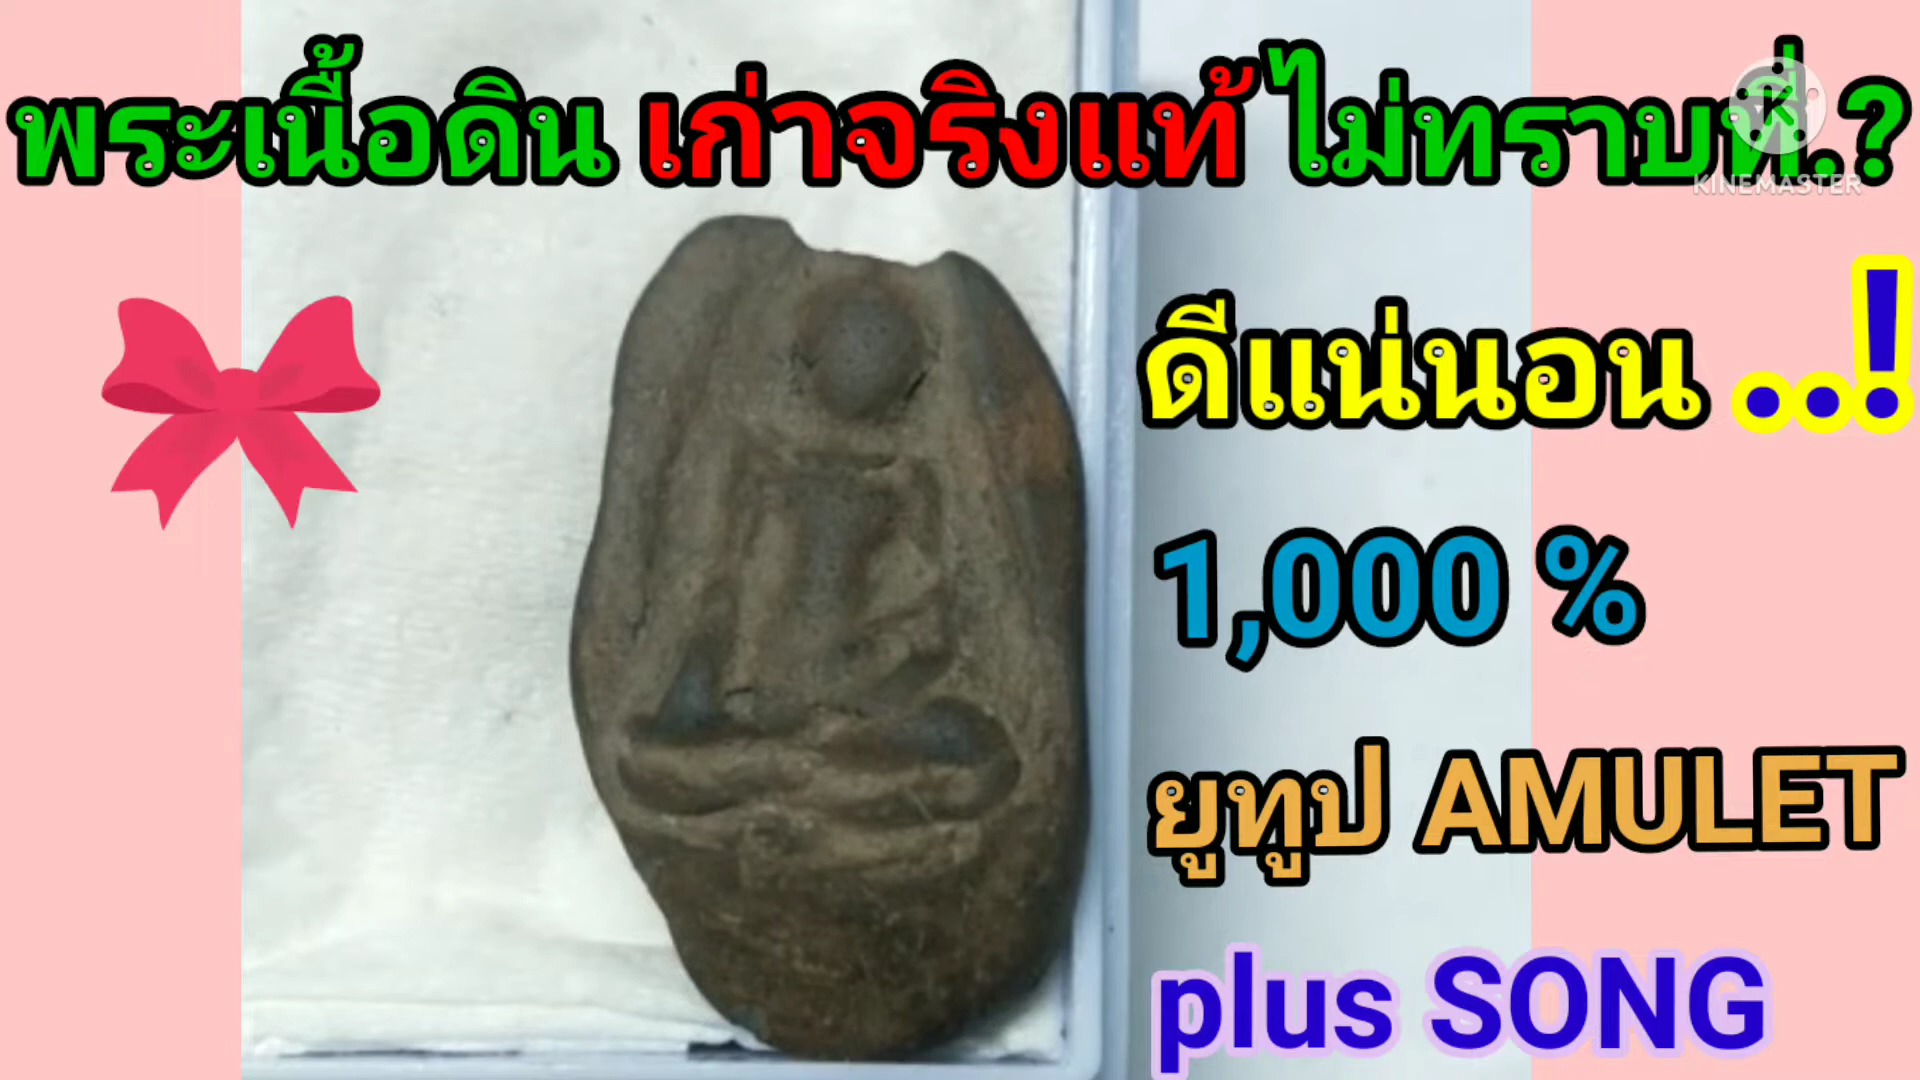 พระเนื้อดิน เก่าจริงแท้ ไม่ทราบที่.?
KINEMASTER
ดีแน่นอน ..!
1,000 %
ยูทูป AMULET
plus SONG